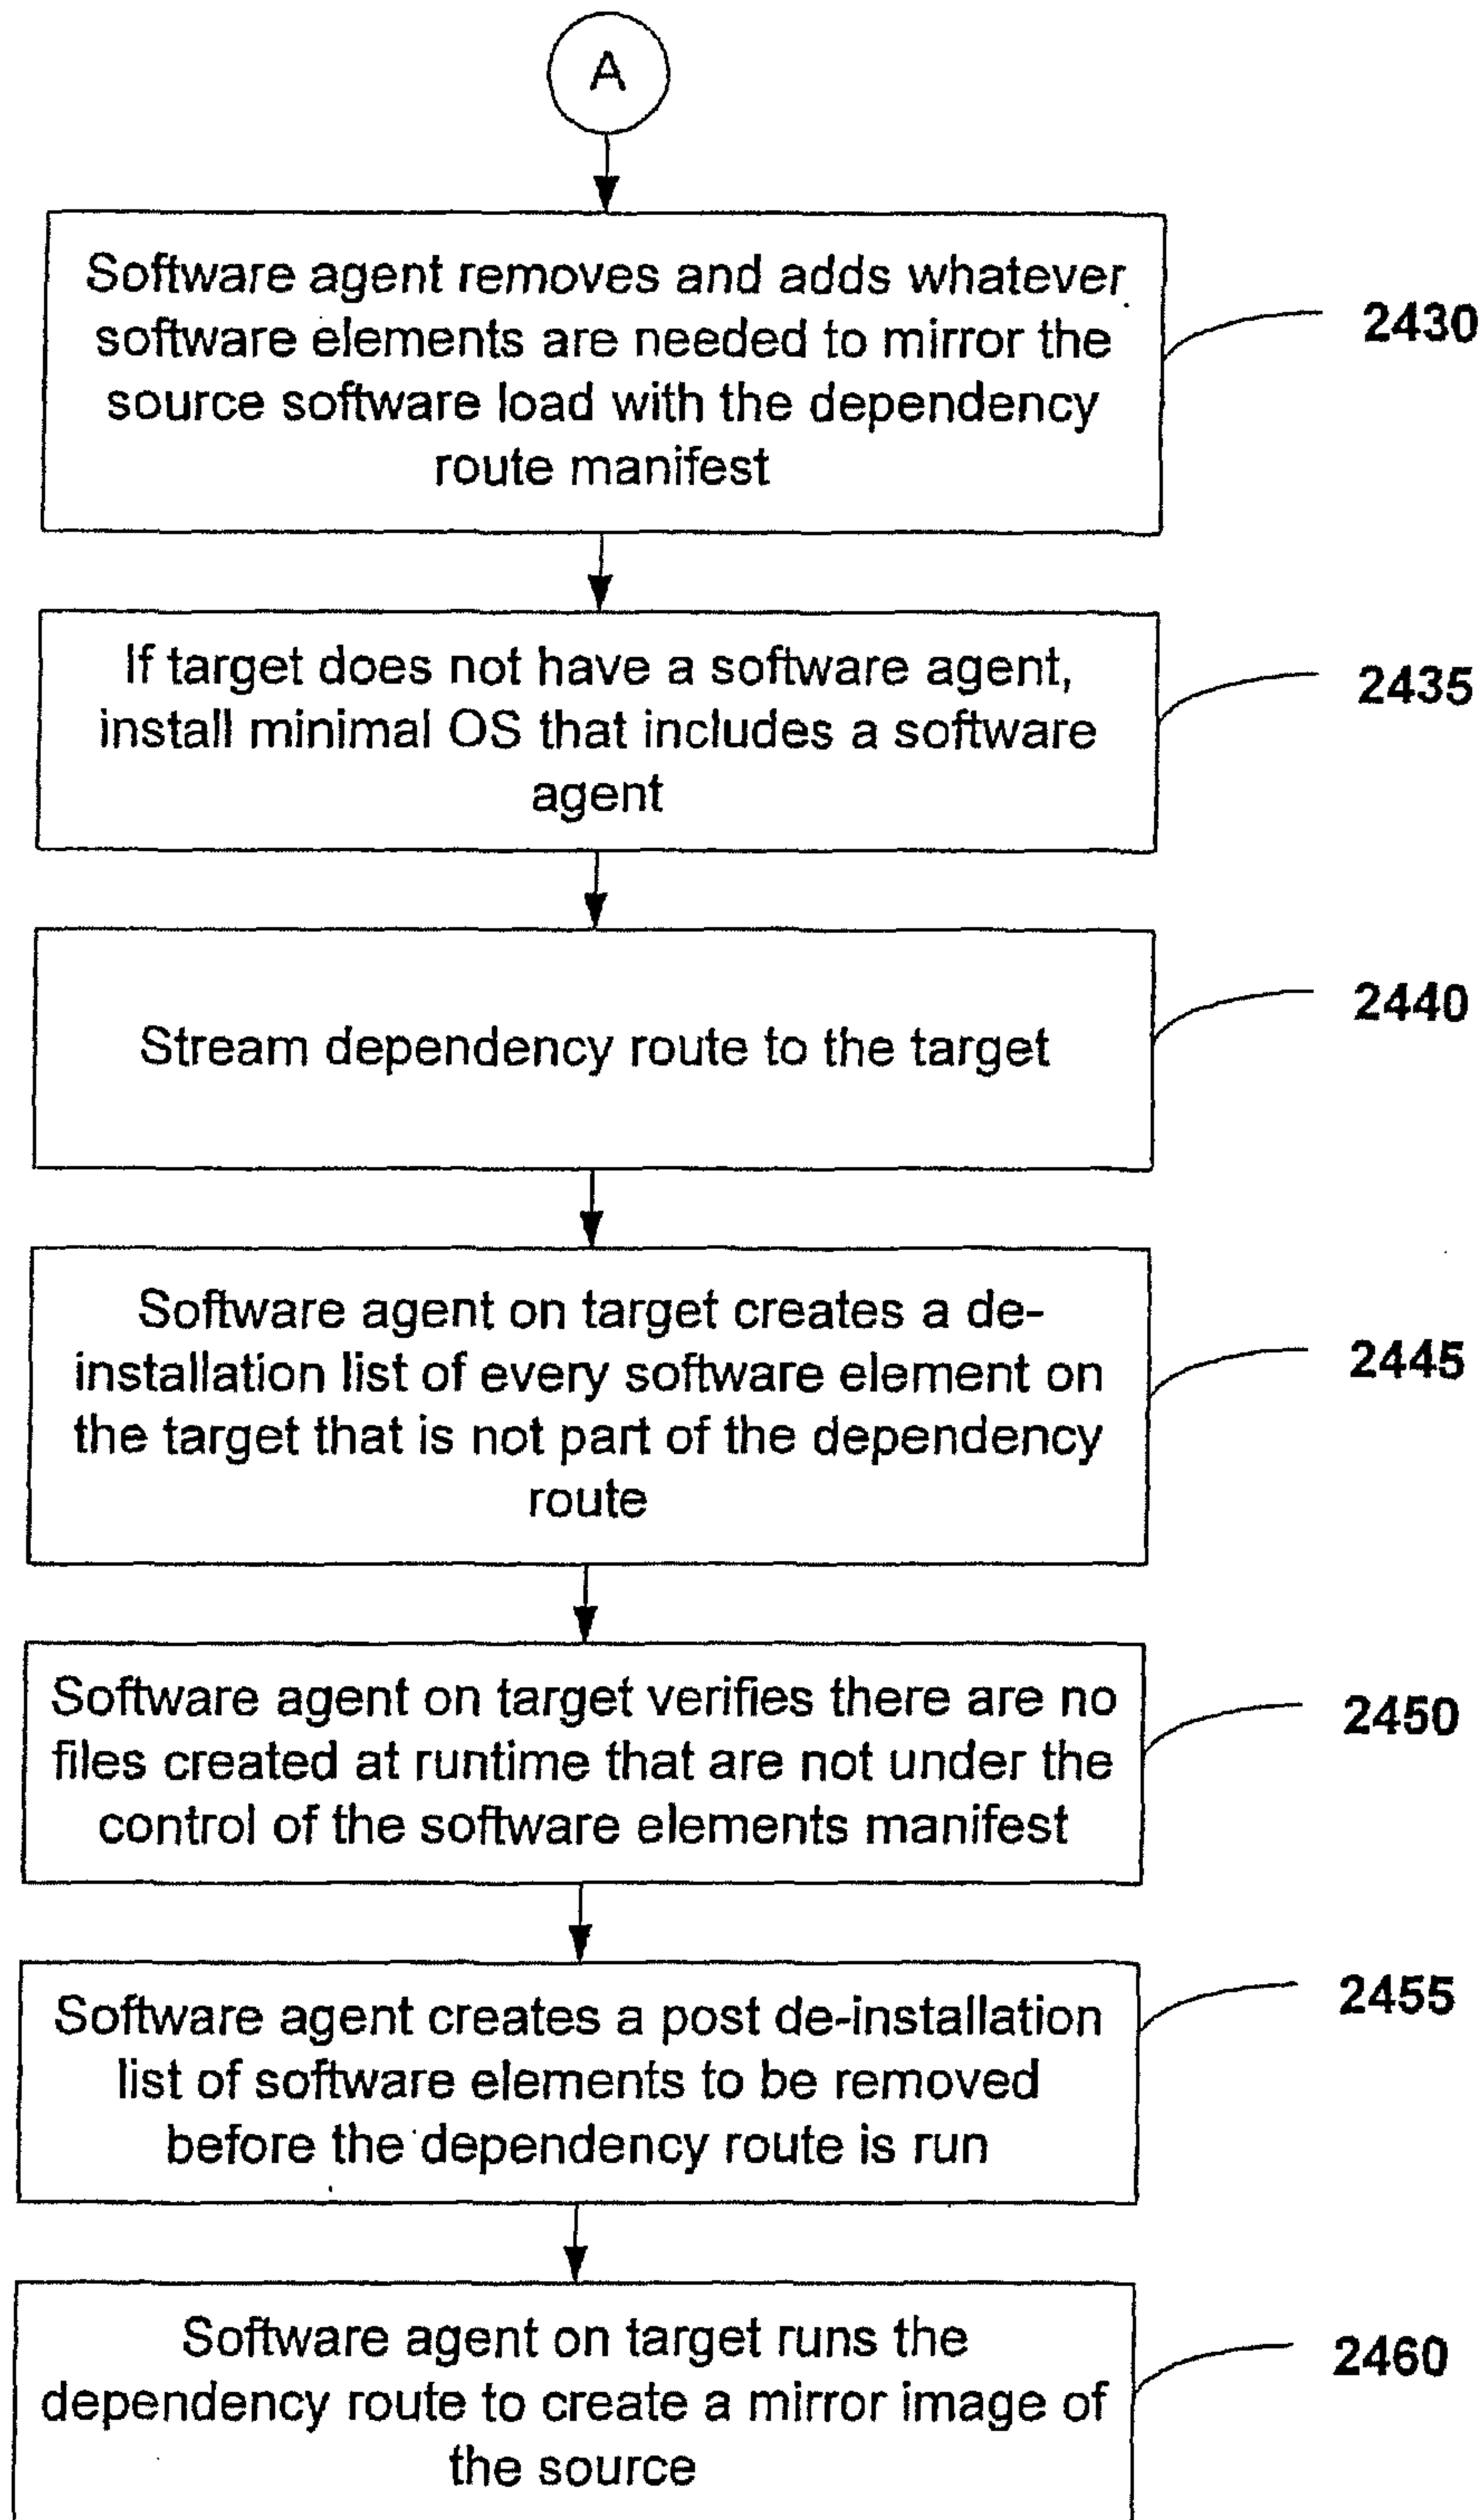 A
Software agent removes and adds whatever
software elements are needed to mirror the
source software load with the dependency
route manifest
2430
If target does not have a software agent,
install minimal OS that includes a software
agent
2435
Stream dependency route to the target
2440
Software agent on target creates a de-
installation list of every software element on
the target that is not part of the dependency
route
2445
Software agent on target verifies there are no
files created at runtime that are not under the
control of the software elements manifest
2450
Software agent creates a post de-installation
list of software elements to be removed
before the dependency route is run
2455
Software agent on target runs the
dependency route to create a mirror image of
the source
2460